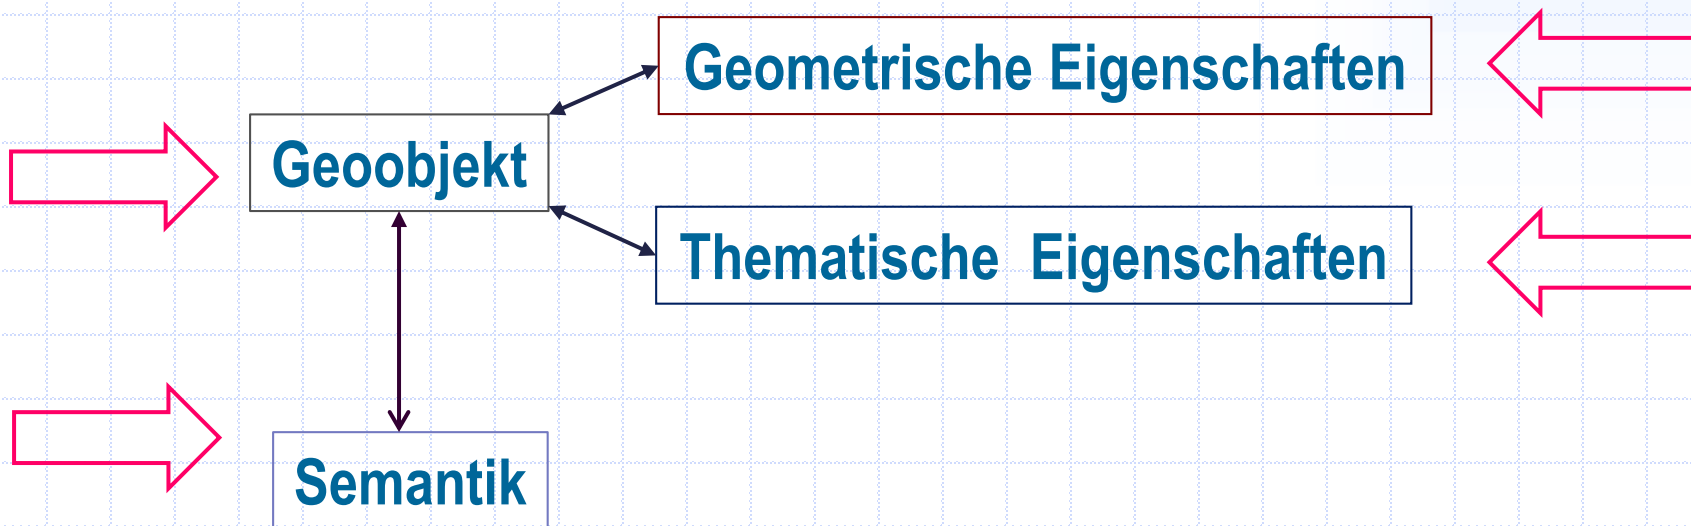 Geometrische Eigenschaften
Geoobjekt
Thematische Eigenschaften
Semantik